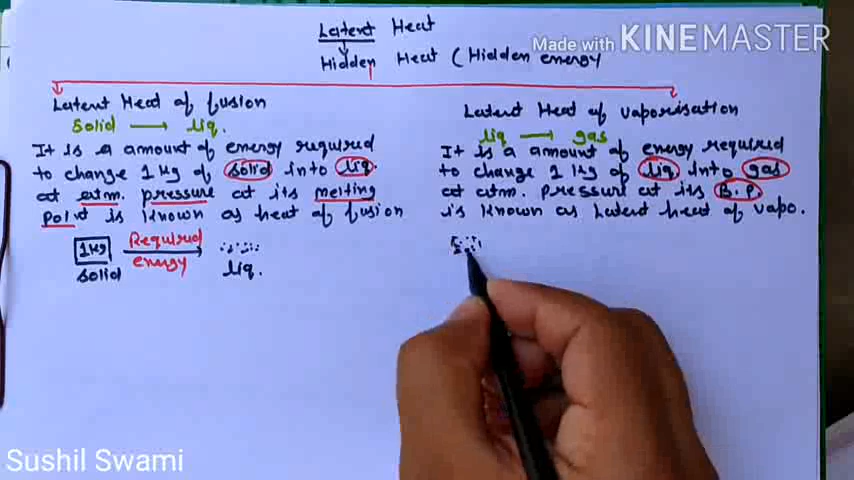 Latent Heat
Hidden Heat ( Hidden energy
Made with KINEMASTER
Latent Heat of fusion
Solid → Liq.
It is a amount of energy required
to change 1 Kg of solid into Liq.
at atm. pressure at its melting
point is known as heat of fusion
1Kg Required energy
solid Liq.
Latent Heat of vaporisation
Liq → gas
It is a amount of energy required
to change 1 Kg of Liq. into gas
at atm. Pressure at its B.P.
is known as Latent heat of vapo.
Sushil Swami